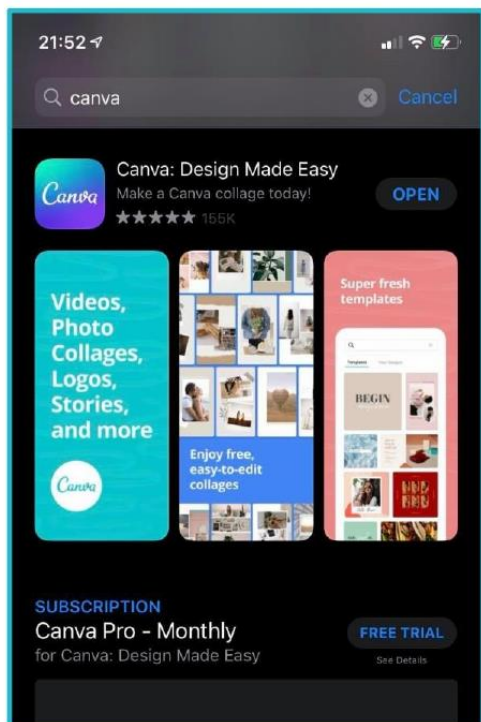 21:52
canva
Cancel
Canva
Canva: Design Made Easy
Make a Canva collage today!
155K
OPEN
Videos,
Photo
Collages,
Logos,
Stories,
and more
Canva
Enjoy free,
easy-to-edit
collages
Super fresh
templates
Templates
BEGIN
SUBSCRIPTION
Canva Pro - Monthly
for Canva: Design Made Easy
FREE TRIAL
See Details